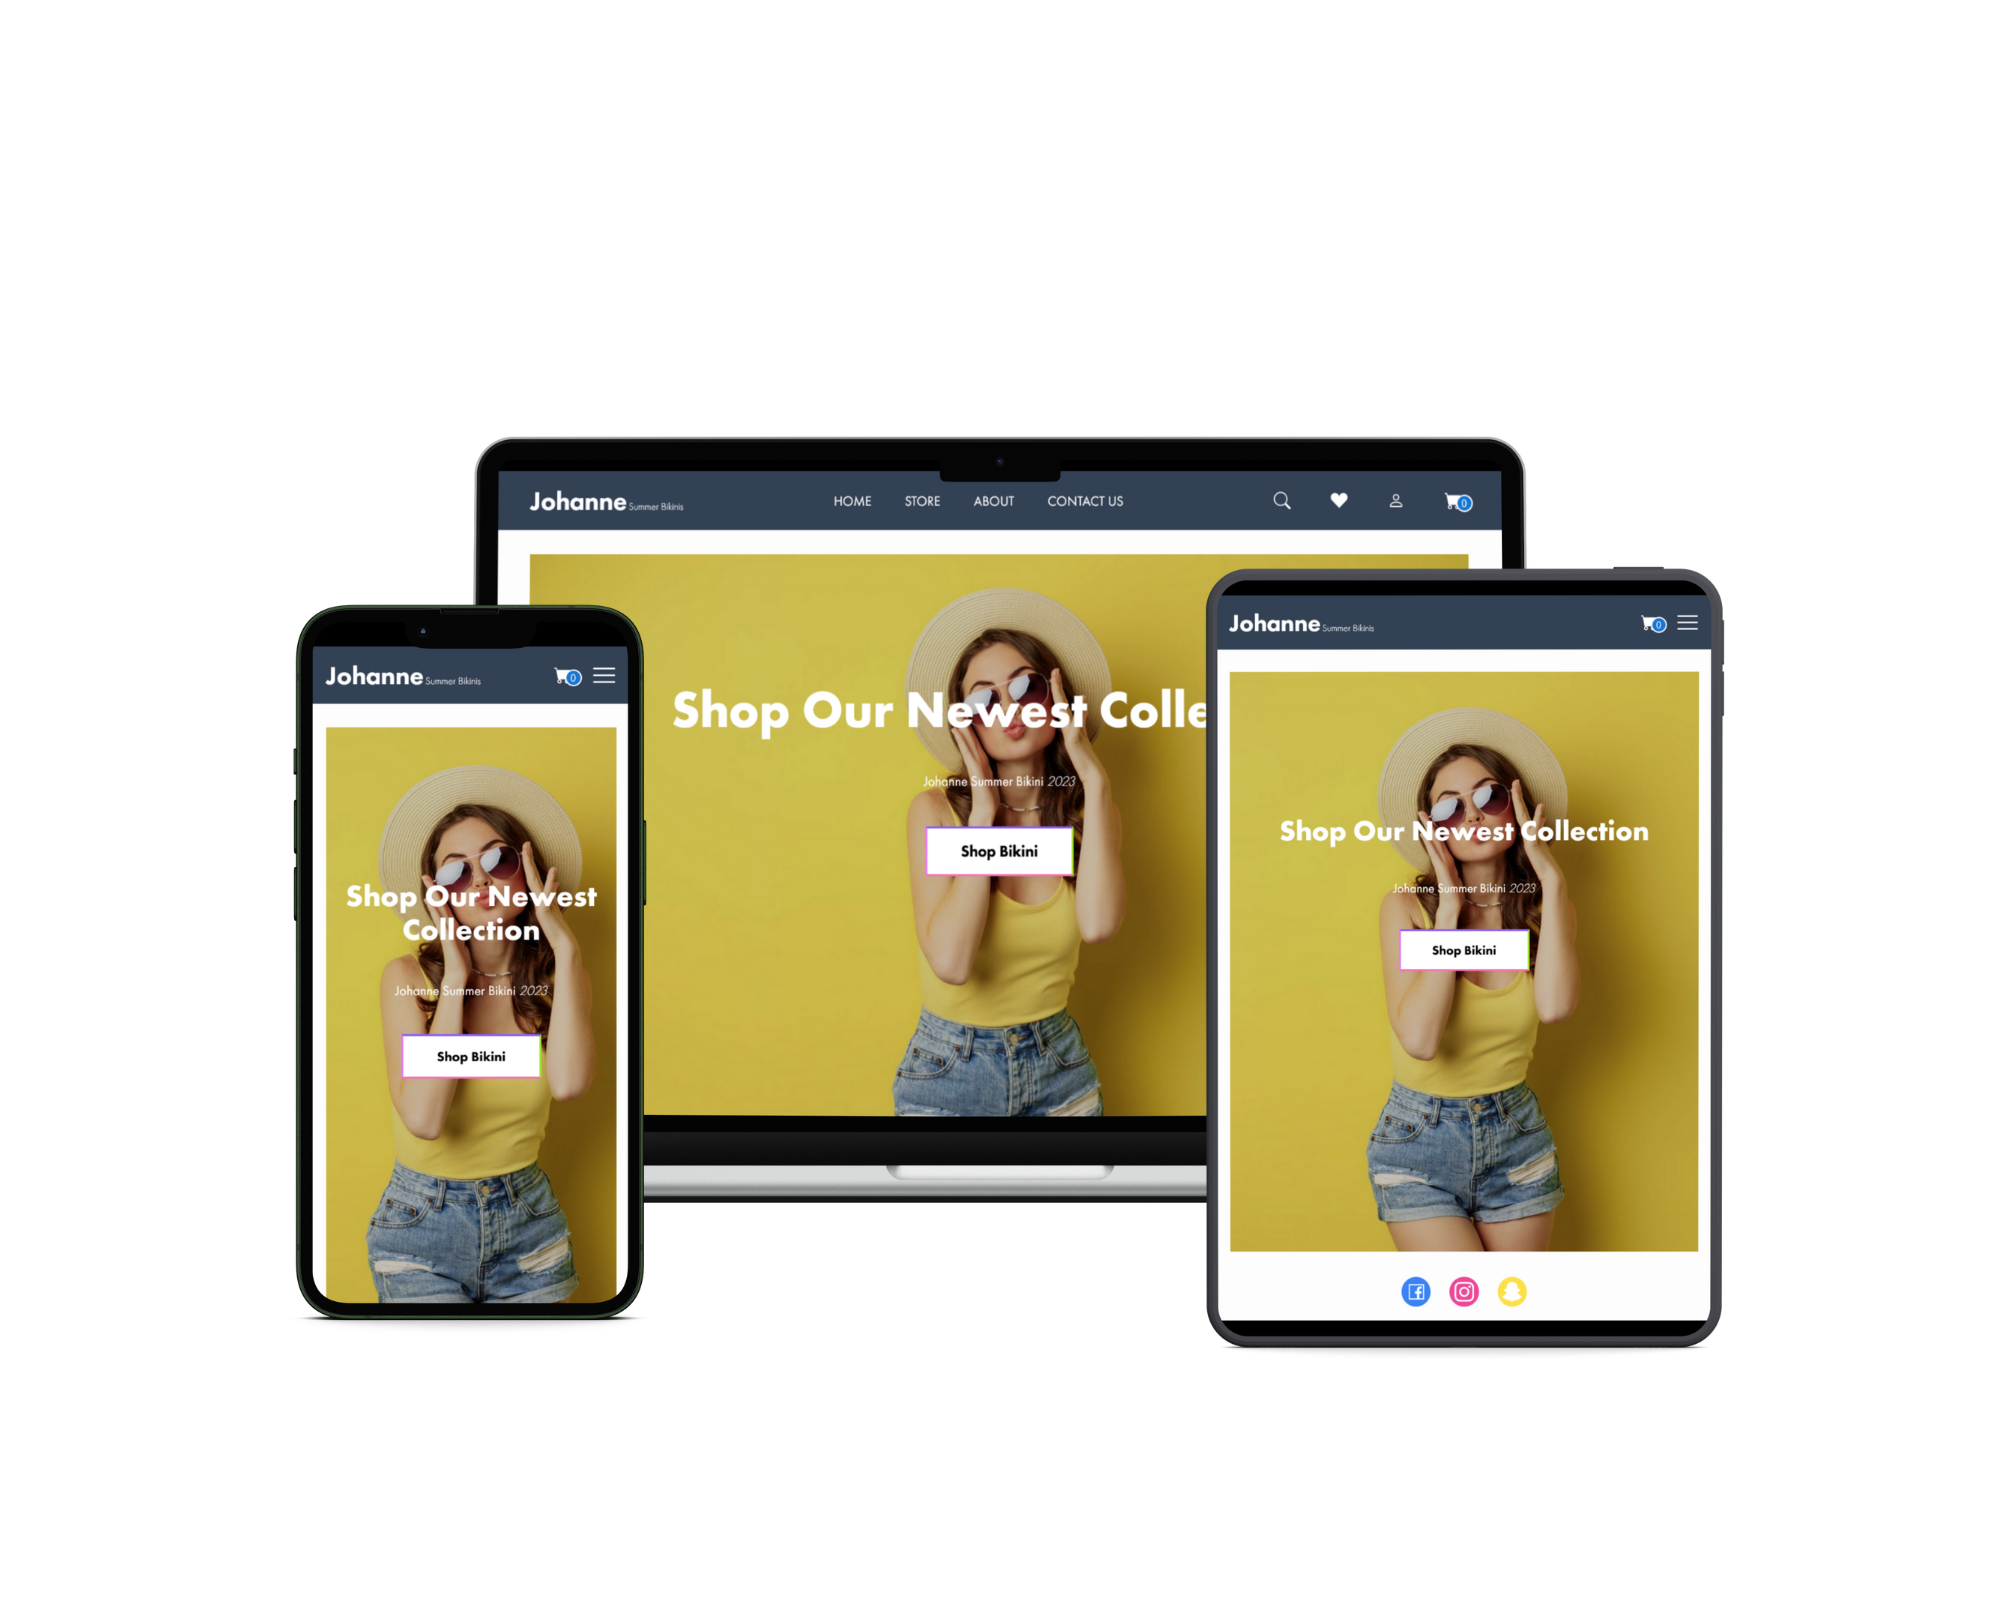 Johanne Summer Bikinis
HOME STORE ABOUT CONTACT US
0
Shop Our Newest Colle
Johanne Summer Bikini 2023
Shop Bikini
Johanne Summer Bikinis
0
Shop Our Newest
Collection
Johanne Summer Bikini 2023
Shop Bikini
Johanne Summer Bikinis
0
Shop Our Newest Collection
Johanne Summer Bikini 2023
Shop Bikini